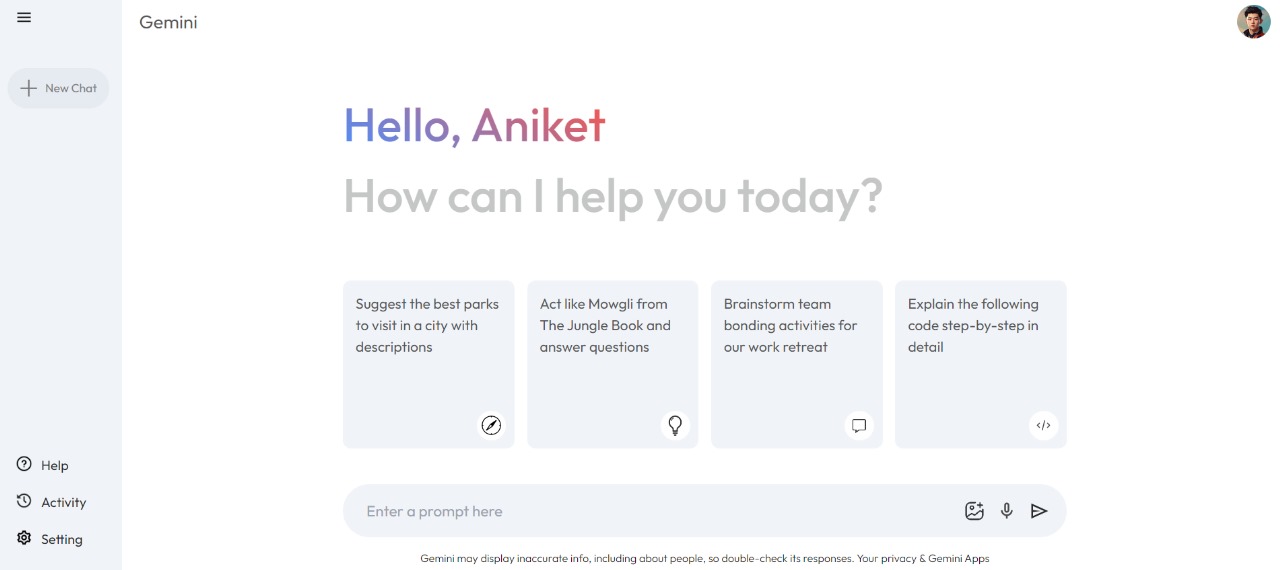 Gemini
New Chat
Hello, Aniket
How can I help you today?
Suggest the best parks
to visit in a city with
descriptions
Act like Mowgli from
The Jungle Book and
answer questions
Brainstorm team
bonding activities for
our work retreat
Explain the following
code step-by-step in
detail
</>
Help
Activity
Setting
Enter a prompt here
Gemini may display inaccurate info, including about people, so double-check its responses. Your privacy & Gemini Apps